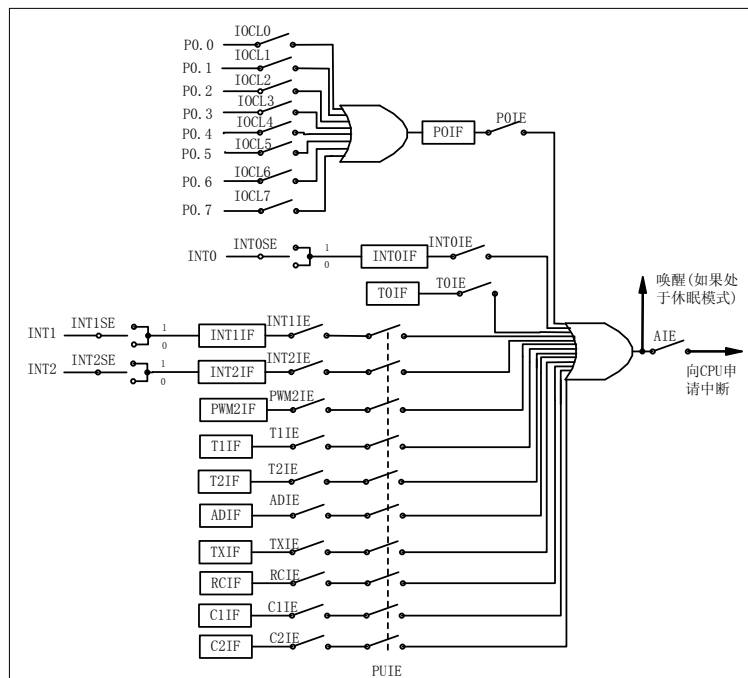 P0.0 IOCL0
P0.1 IOCL1
P0.2 IOCL2
P0.3 IOCL3
P0.4 IOCL4
P0.5 IOCL5
P0.6 IOCL6
P0.7 IOCL7
P0IF P0IE
INT0 INT0SE 1 0 INT0IF INT0IE
T0IF T0IE
唤醒(如果处
于休眠模式)
INT1 INT1SE 1 0 INT1IF INT1IE
AIE
向CPU申
请中断
INT2 INT2SE 1 0 INT2IF INT2IE
PWM2IF PWM2IE
T1IF T1IE
T2IF T2IE
ADIF ADIE
TXIF TXIE
RCIF RCIE
C1IF C1IE
C2IF C2IE
PUIE